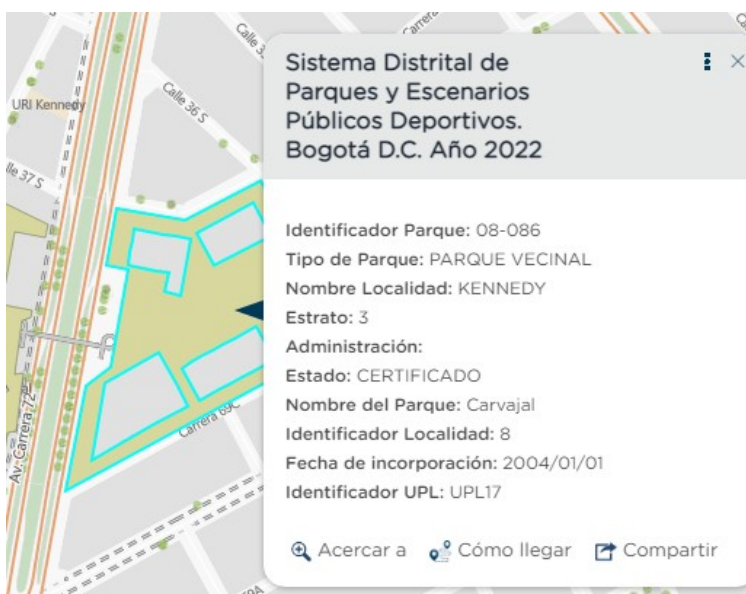 Sistema Distrital de
Parques y Escenarios
Públicos Deportivos.
Bogotá D.C. Año 2022
Identificador Parque: 08-086
Tipo de Parque: PARQUE VECINAL
Nombre Localidad: KENNEDY
Estrato: 3
Administración:
Estado: CERTIFICADO
Nombre del Parque: Carvajal
Identificador Localidad: 8
Fecha de incorporación: 2004/01/01
Identificador UPL: UPL17
Acercar a Cómo llegar Compartir
URI Kennedy
Calle 36 S
Av. Carrera 72
Carrera 69C